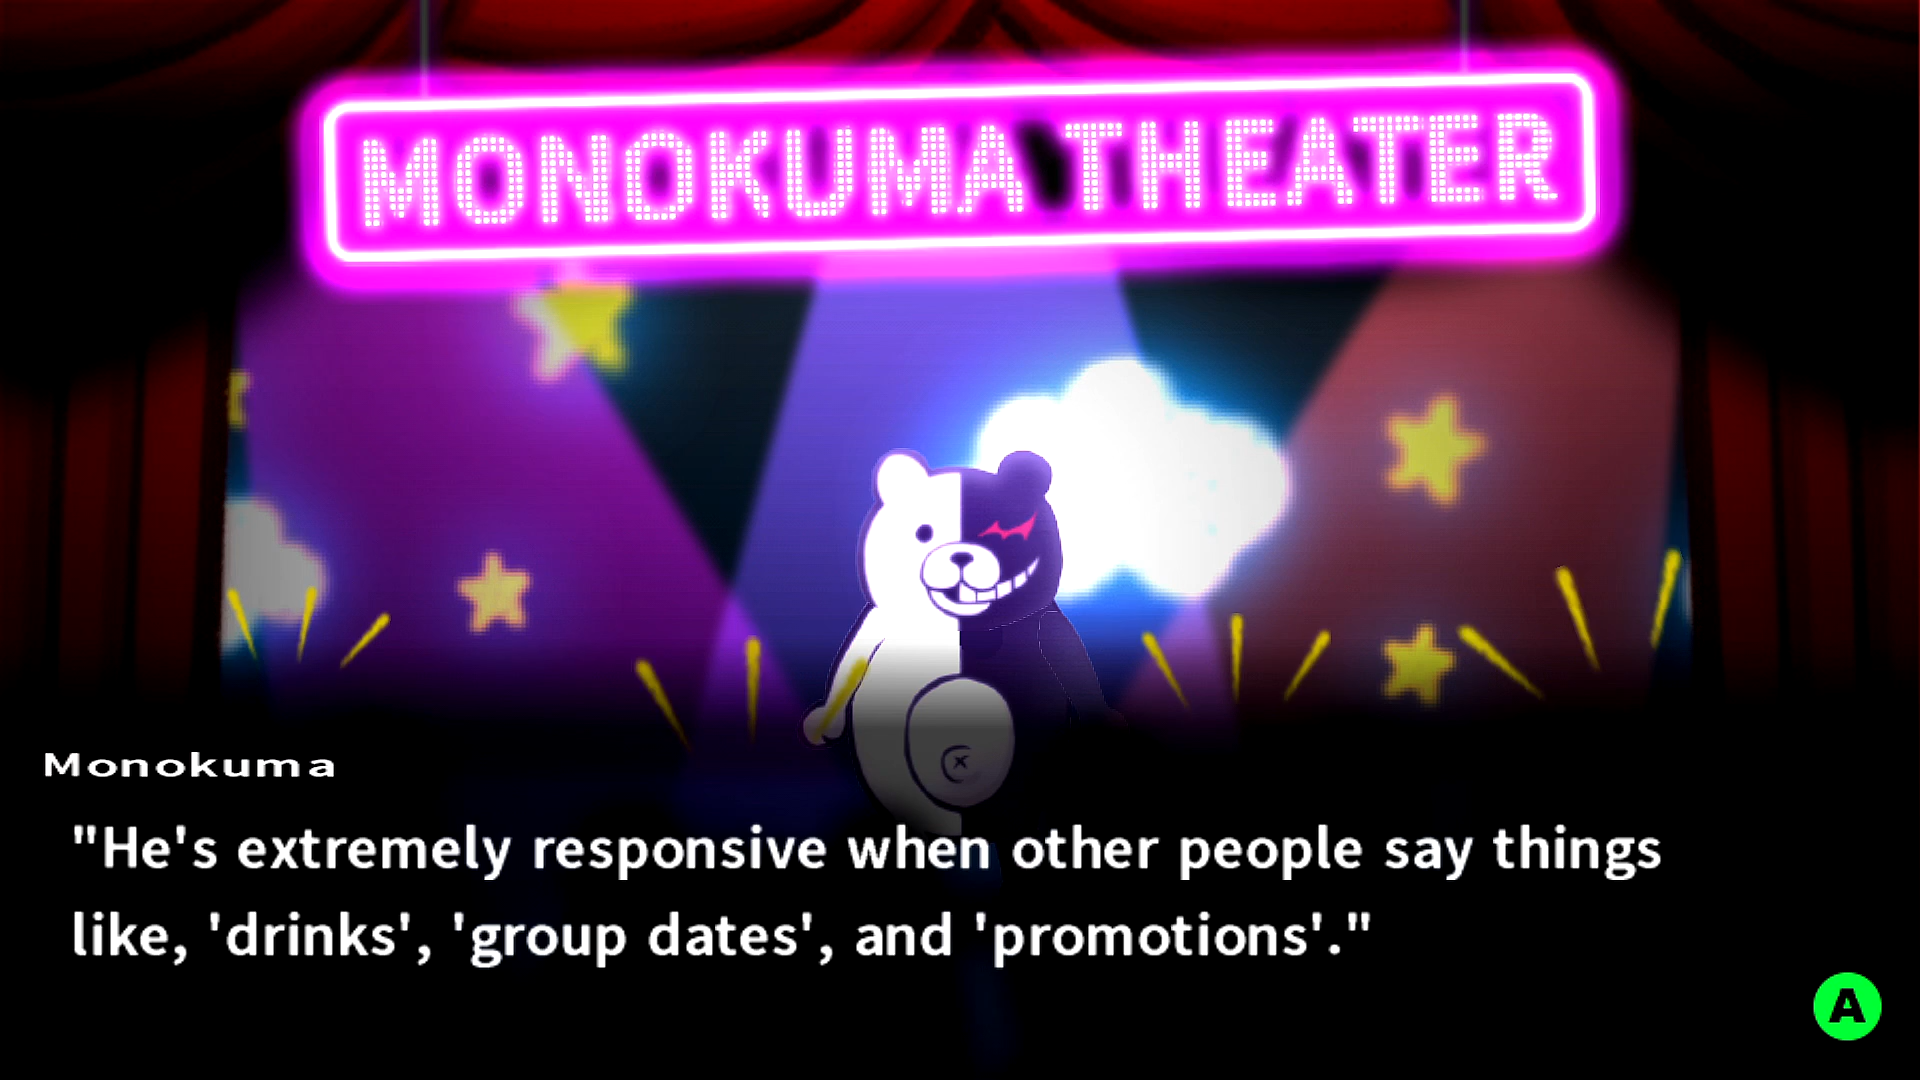 MONOKUMA THEATER
Monokuma
"He's extremely responsive when other people say things
like, 'drinks', 'group dates', and 'promotions'."
A